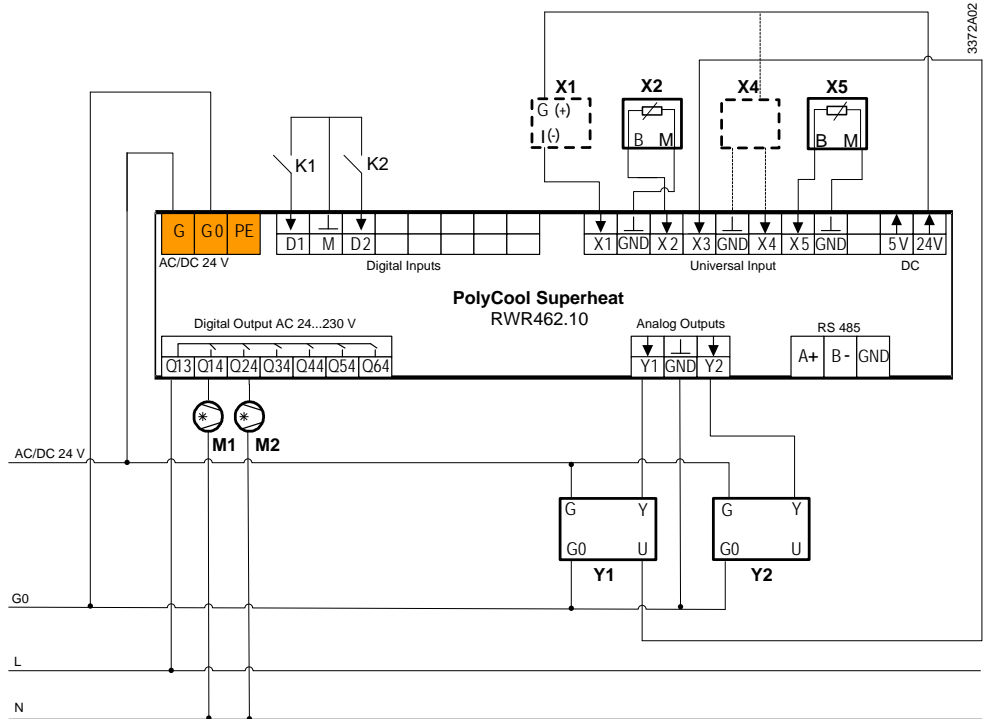 3372A02
X1 X2 X4 X5
G (+)
I (-)
B M
B M
K1 K2
G G0 PE
D1 M D2
X1 GND X2 X3 GND X4 X5 GND 5V 24V
AC/DC 24 V
Digital Inputs
Universal Input
DC
PolyCool Superheat
RWR462.10
Digital Output AC 24...230 V
Analog Outputs
RS 485
Q13 Q14 Q24 Q34 Q44 Q54 Q64
Y1 GND Y2
A+ B - GND
M1 M2
AC/DC 24 V
G Y
G0 U
Y1
G Y
G0 U
Y2
G0
L
N